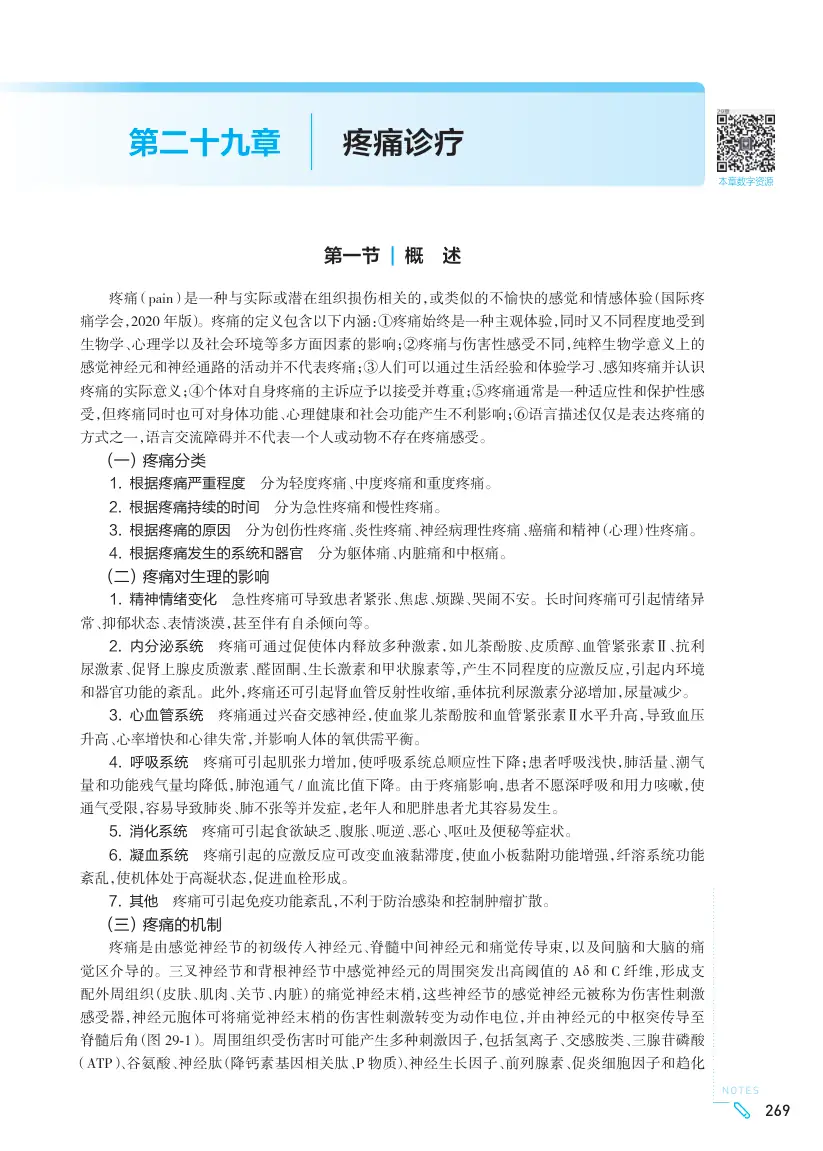 第二十九章 疼痛诊疗
本章数字资源
第一节 概 述
疼痛（pain）是一种与实际或潜在组织损伤相关的，或类似的不愉快的感觉和情感体验（国际疼
痛学会，2020 年版）。疼痛的定义包含以下内涵：①疼痛始终是一种主观体验，同时又不同程度地受到
生物学、心理学以及社会环境等多方面因素的影响；②疼痛与伤害性感受不同，纯粹生物学意义上的
感觉神经元和神经通路的活动并不代表疼痛；③人们可以通过生活经验和体验学习、感知疼痛并认识
疼痛的实际意义；④个体对自身疼痛的主诉应予以接受并尊重；⑤疼痛通常是一种适应性和保护性感
受，但疼痛同时也可对身体功能、心理健康和社会功能产生不利影响；⑥语言描述仅仅是表达疼痛的
方式之一，语言交流障碍并不代表一个人或动物不存在疼痛感受。
（一）疼痛分类
1. 根据疼痛严重程度 分为轻度疼痛、中度疼痛和重度疼痛。
2. 根据疼痛持续的时间 分为急性疼痛和慢性疼痛。
3. 根据疼痛的原因 分为创伤性疼痛、炎性疼痛、神经病理性疼痛、癌痛和精神（心理）性疼痛。
4. 根据疼痛发生的系统和器官 分为躯体痛、内脏痛和中枢痛。
（二）疼痛对生理的影响
1. 精神情绪变化 急性疼痛可导致患者紧张、焦虑、烦躁、哭闹不安。长时间疼痛可引起情绪异
常、抑郁状态、表情淡漠，甚至伴有自杀倾向等。
2. 内分泌系统 疼痛可通过促使体内释放多种激素，如儿茶酚胺、皮质醇、血管紧张素Ⅱ、抗利
尿激素、促肾上腺皮质激素、醛固酮、生长激素和甲状腺素等，产生不同程度的应激反应，引起内环境
和器官功能的紊乱。此外，疼痛还可引起肾血管反射性收缩，垂体抗利尿激素分泌增加，尿量减少。
3. 心血管系统 疼痛通过兴奋交感神经，使血浆儿茶酚胺和血管紧张素Ⅱ水平升高，导致血压
升高、心率增快和心律失常，并影响人体的氧供需平衡。
4. 呼吸系统 疼痛可引起肌张力增加，使呼吸系统总顺应性下降；患者呼吸浅快，肺活量、潮气
量和功能残气量均降低，肺泡通气 / 血流比值下降。由于疼痛影响，患者不愿深呼吸和用力咳嗽，使
通气受限，容易导致肺炎、肺不张等并发症，老年人和肥胖患者尤其容易发生。
5. 消化系统 疼痛可引起食欲缺乏、腹胀、呃逆、恶心、呕吐及便秘等症状。
6. 凝血系统 疼痛引起的应激反应可改变血液黏滞度，使血小板黏附功能增强，纤溶系统功能
紊乱，使机体处于高凝状态，促进血栓形成。
7. 其他 疼痛可引起免疫功能紊乱，不利于防治感染和控制肿瘤扩散。
（三）疼痛的机制
疼痛是由感觉神经节的初级传入神经元、脊髓中间神经元和痛觉传导束，以及间脑和大脑的痛
觉区介导的。三叉神经节和背根神经节中感觉神经元的周围突发出高阈值的 Aδ 和 C 纤维，形成支
配外周组织（皮肤、肌肉、关节、内脏）的痛觉神经末梢，这些神经节的感觉神经元被称为伤害性刺激
感受器，神经元胞体可将痛觉神经末梢的伤害性刺激转变为动作电位，并由神经元的中枢突传导至
脊髓后角（图 29-1）。周围组织受伤害时可能产生多种刺激因子，包括氢离子、交感胺类、三腺苷磷酸
（ATP）、谷氨酸、神经肽（降钙素基因相关肽、P 物质）、神经生长因子、前列腺素、促炎细胞因子和趋化
NOTES
269